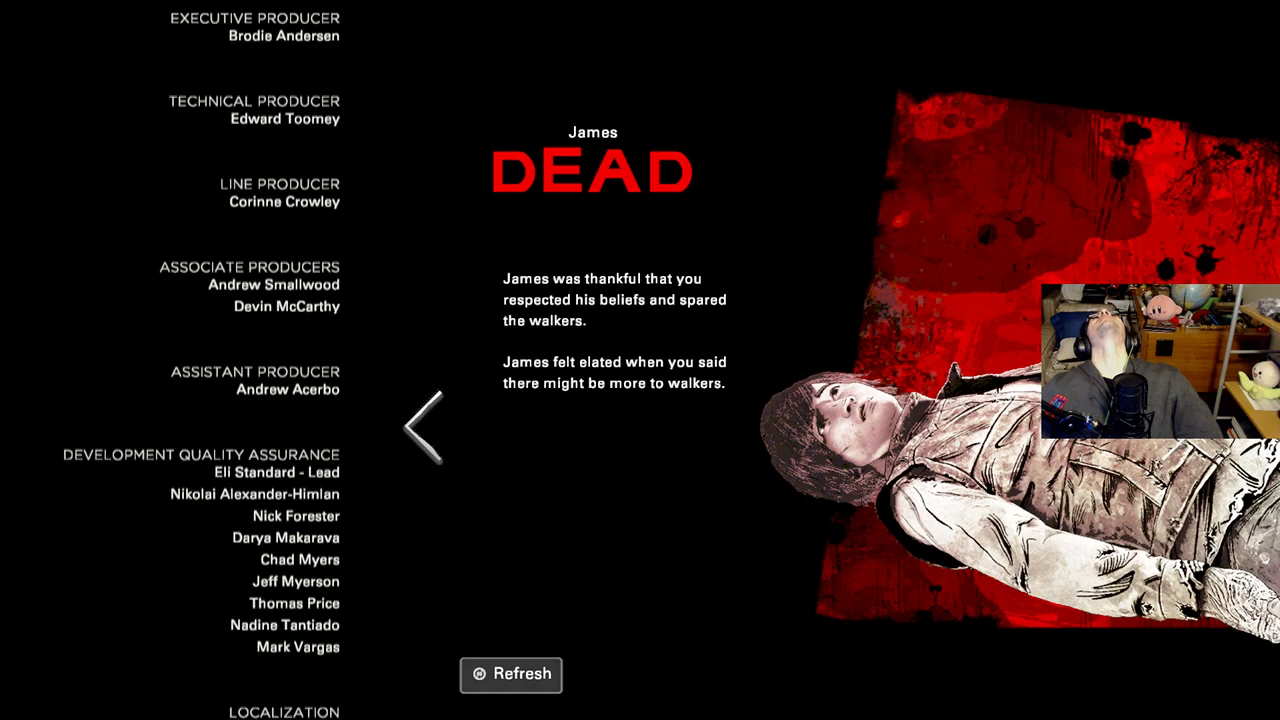 EXECUTIVE PRODUCER
Brodie Andersen
TECHNICAL PRODUCER
Edward Toomey
LINE PRODUCER
Corinne Crowley
ASSOCIATE PRODUCERS
Andrew Smallwood
Devin McCarthy
ASSISTANT PRODUCER
Andrew Acerbo
DEVELOPMENT QUALITY ASSURANCE
Eli Standard - Lead
Nikolai Alexander-Himlan
Nick Forester
Darya Makarava
Chad Myers
Jeff Myerson
Thomas Price
Nadine Tantiado
Mark Vargas
LOCALIZATION
James
DEAD
James was thankful that you
respected his beliefs and spared
the walkers.
James felt elated when you said
there might be more to walkers.
Refresh